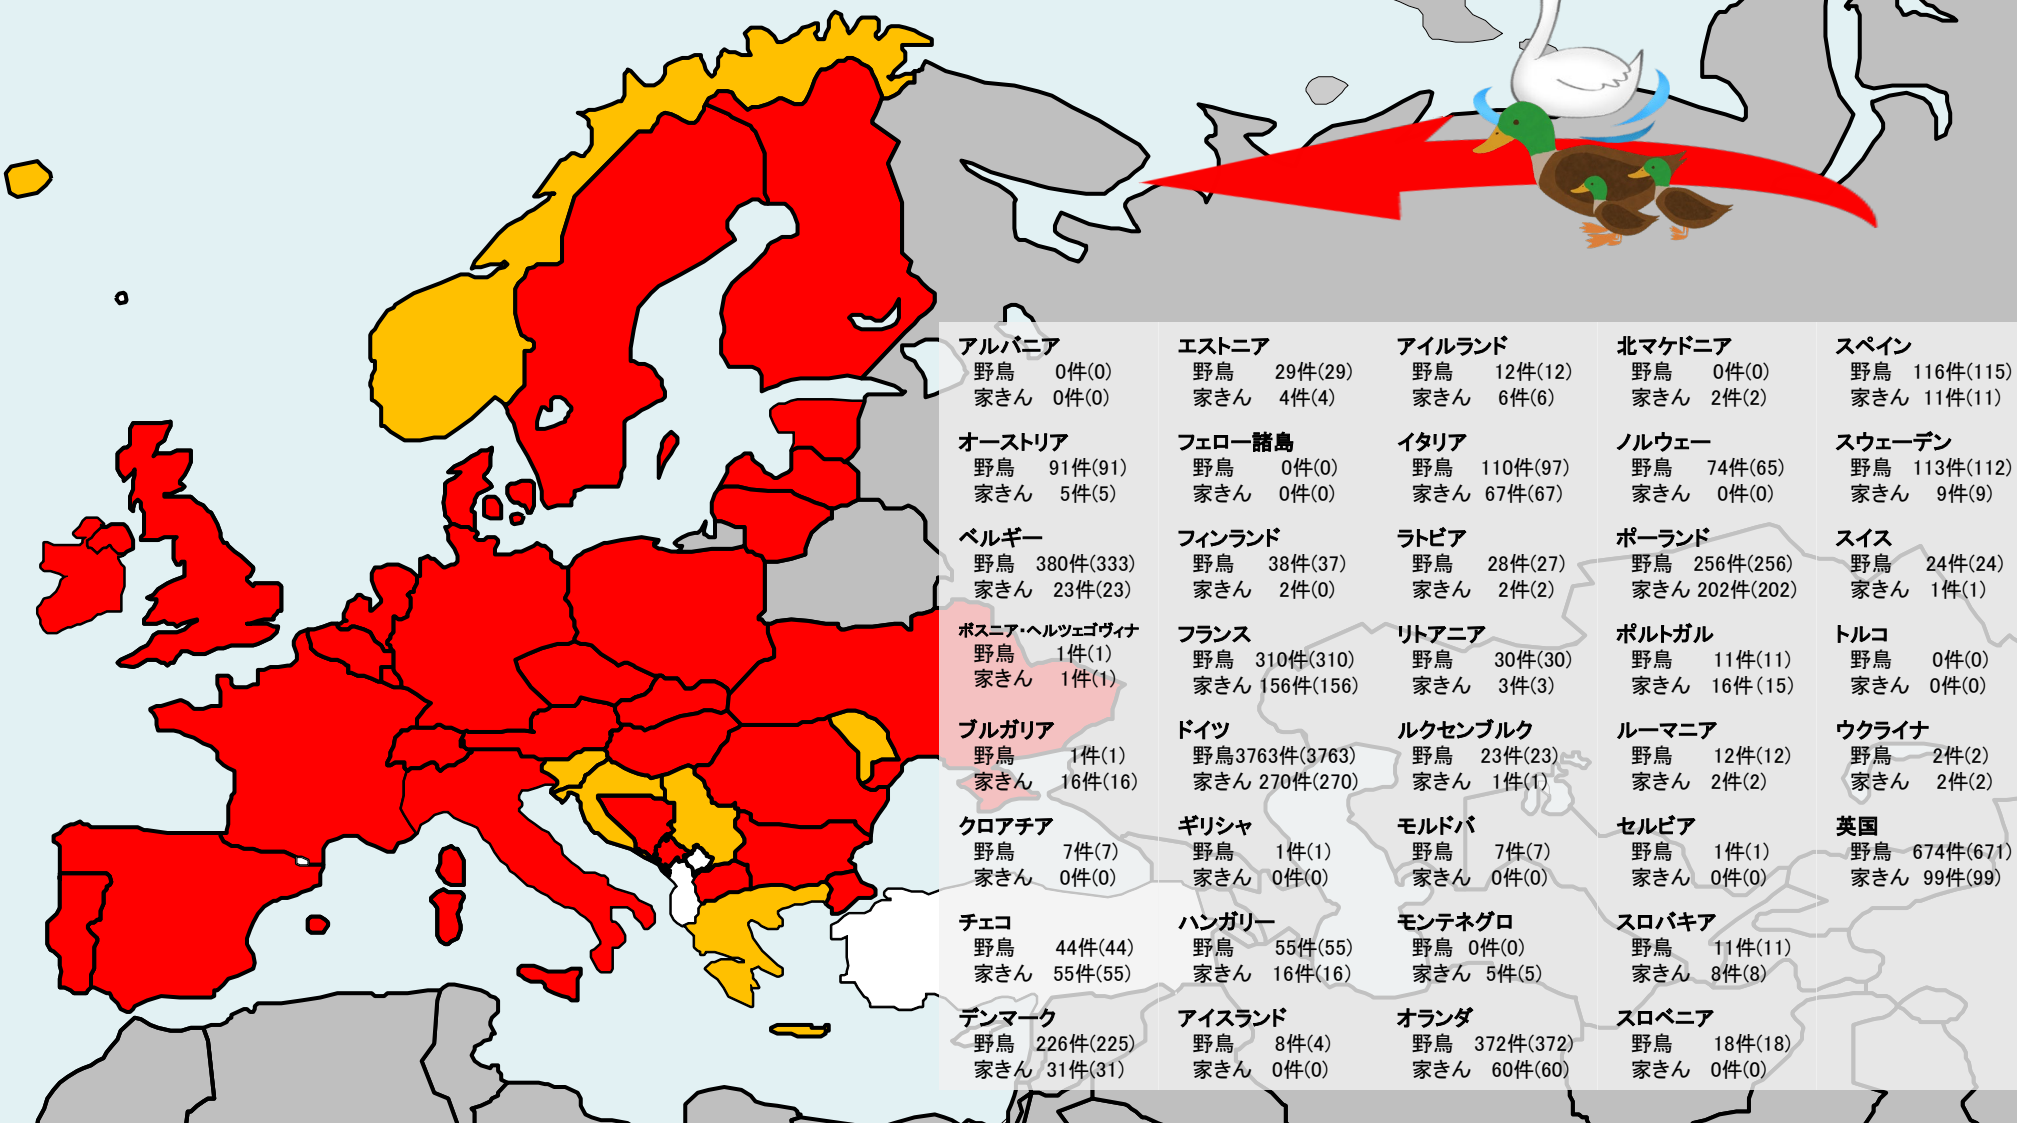 アルバニア
野鳥 0件(0)
家きん 0件(0)
オーストリア
野鳥 91件(91)
家きん 5件(5)
ベルギー
野鳥 380件(333)
家きん 23件(23)
ボスニア・ヘルツェゴヴィナ
野鳥 1件(1)
家きん 1件(1)
ブルガリア
野鳥 1件(1)
家きん 16件(16)
クロアチア
野鳥 7件(7)
家きん 0件(0)
チェコ
野鳥 44件(44)
家きん 55件(55)
デンマーク
野鳥 226件(225)
家きん 31件(31)
エストニア
野鳥 29件(29)
家きん 4件(4)
フェロー諸島
野鳥 0件(0)
家きん 0件(0)
フィンランド
野鳥 38件(37)
家きん 2件(0)
フランス
野鳥 310件(310)
家きん 156件(156)
ドイツ
野鳥3763件(3763)
家きん 270件(270)
ギリシャ
野鳥 1件(1)
家きん 0件(0)
ハンガリー
野鳥 55件(55)
家きん 16件(16)
アイスランド
野鳥 8件(4)
家きん 0件(0)
アイルランド
野鳥 12件(12)
家きん 6件(6)
イタリア
野鳥 110件(97)
家きん 67件(67)
ラトビア
野鳥 28件(27)
家きん 2件(2)
リトアニア
野鳥 30件(30)
家きん 3件(3)
ルクセンブルク
野鳥 23件(23)
家きん 1件(1)
モルドバ
野鳥 7件(7)
家きん 0件(0)
モンテネグロ
野鳥 0件(0)
家きん 5件(5)
オランダ
野鳥 372件(372)
家きん 60件(60)
北マケドニア
野鳥 0件(0)
家きん 2件(2)
ノルウェー
野鳥 74件(65)
家きん 0件(0)
ポーランド
野鳥 256件(256)
家きん 202件(202)
ポルトガル
野鳥 11件(11)
家きん 16件(15)
ルーマニア
野鳥 12件(12)
家きん 2件(2)
セルビア
野鳥 1件(1)
家きん 0件(0)
スロバキア
野鳥 11件(11)
家きん 8件(8)
スロベニア
野鳥 18件(18)
家きん 0件(0)
スペイン
野鳥 116件(115)
家きん 11件(11)
スウェーデン
野鳥 113件(112)
家きん 9件(9)
スイス
野鳥 24件(24)
家きん 1件(1)
トルコ
野鳥 0件(0)
家きん 0件(0)
ウクライナ
野鳥 2件(2)
家きん 2件(2)
英国
野鳥 674件(671)
家きん 99件(99)